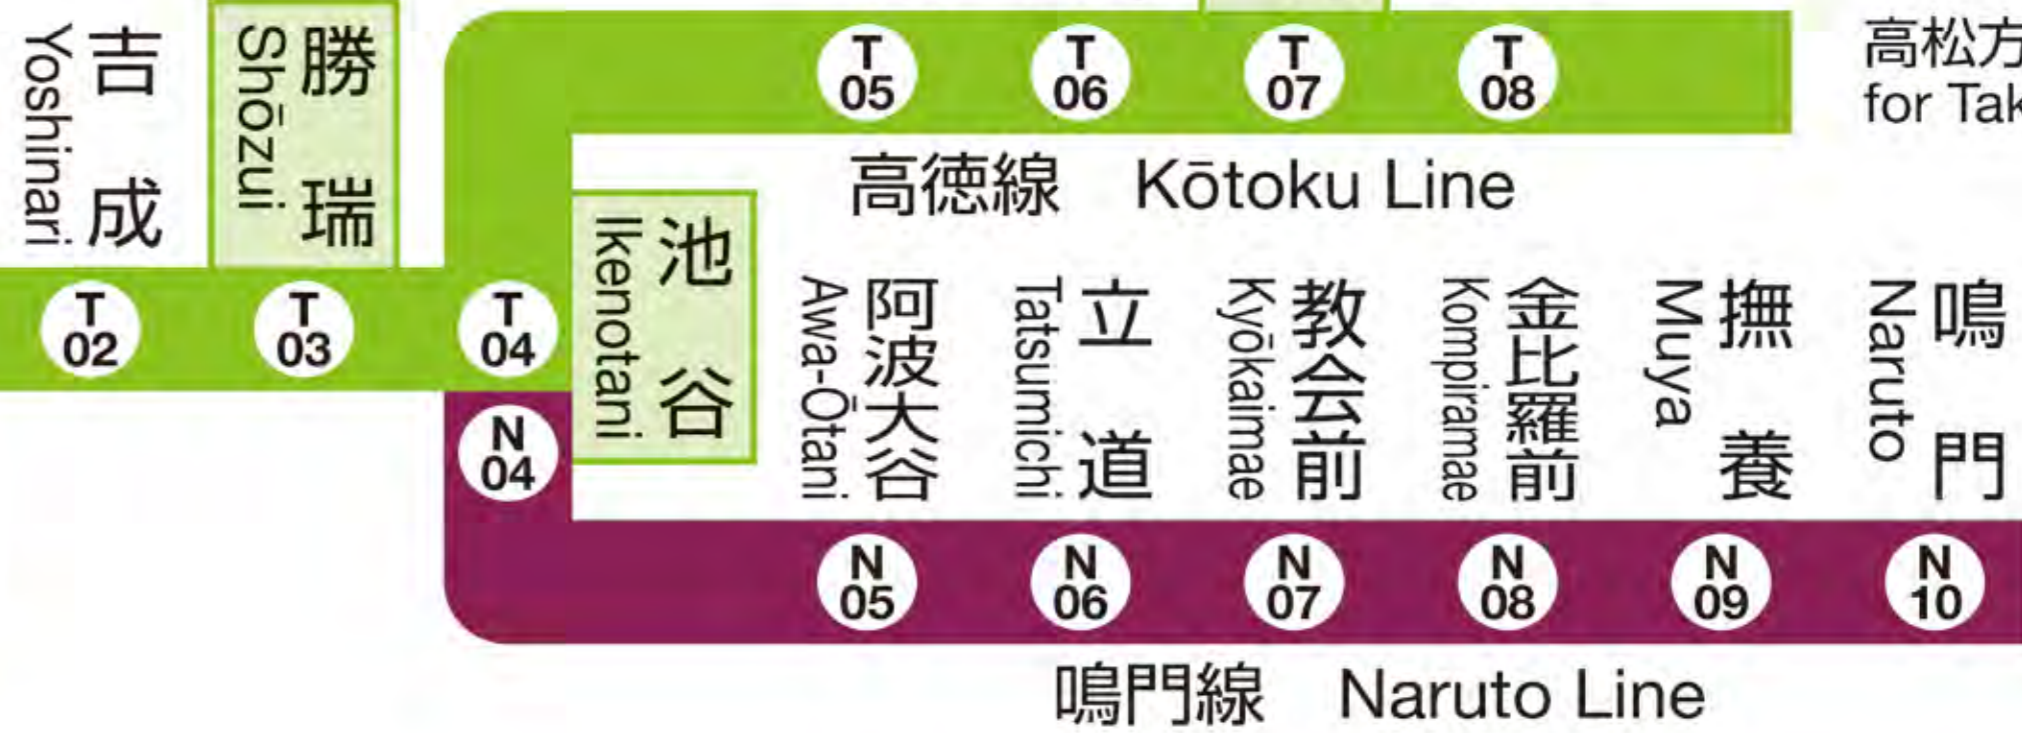 吉成
Yoshinari
勝瑞
Shōzui
T
05
T
06
T
07
T
08
高松方
for Tak
高徳線 Kōtoku Line
T
02
T
03
T
04
N
04
池谷
Ikenotani
阿波大谷
Awa-Ōtani
立道
Tatsumichi
教会前
Kyōkaimae
金比羅前
Kompiramae
撫養
Muya
鳴門
Naruto
N
05
N
06
N
07
N
08
N
09
N
10
鳴門線 Naruto Line